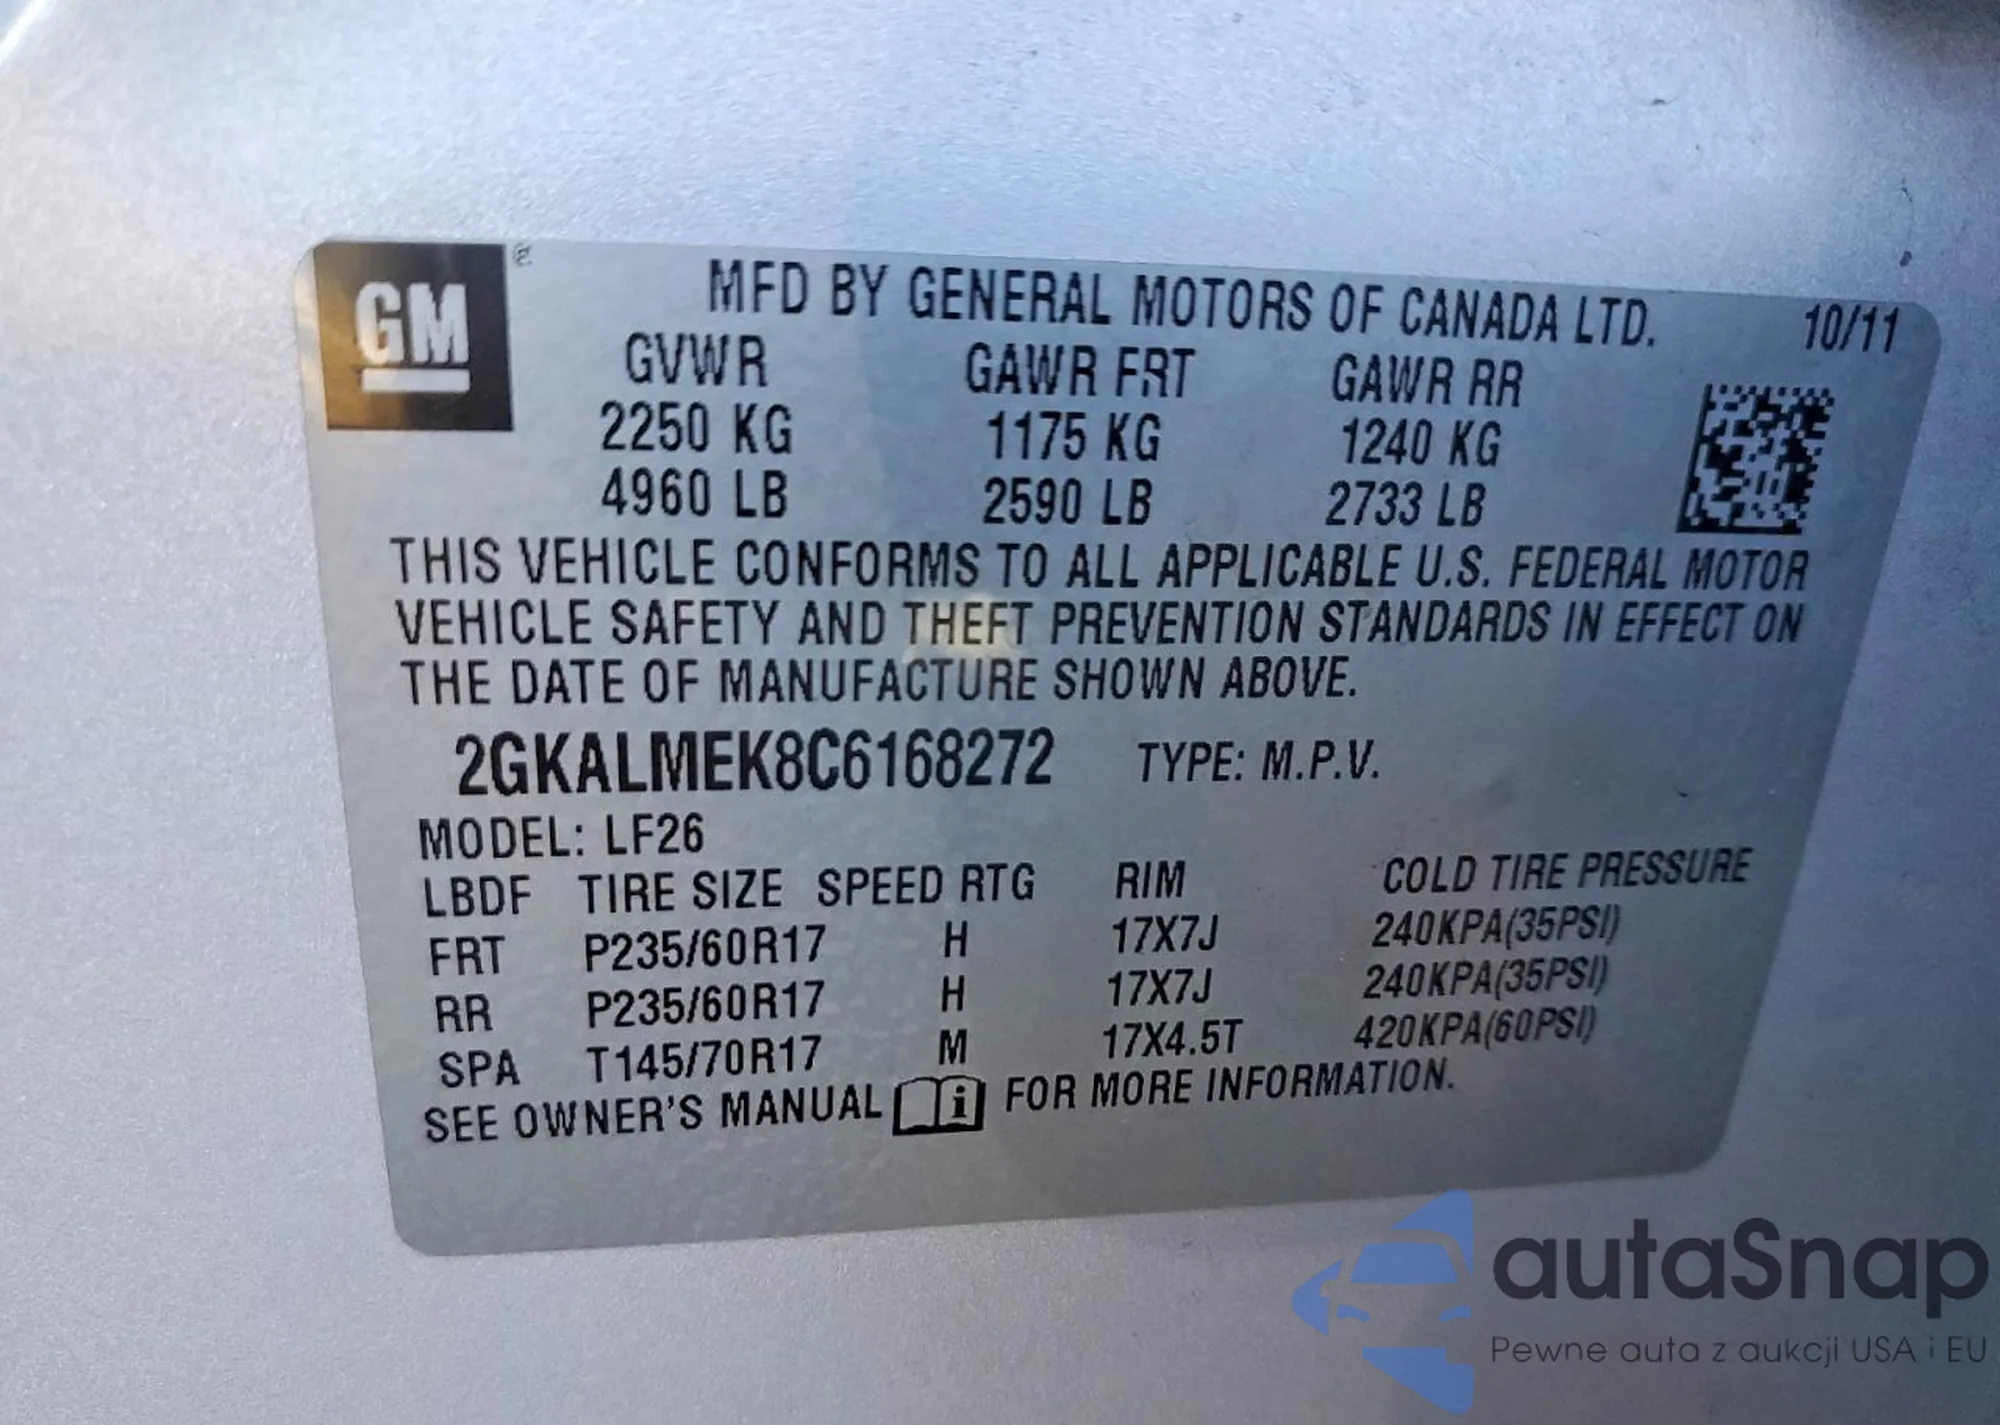 GM
MFD BY GENERAL MOTORS OF CANADA LTD. 10/11
GVWR GAWR FRT GAWR RR
2250 KG 1175 KG 1240 KG
4960 LB 2590 LB 2733 LB
THIS VEHICLE CONFORMS TO ALL APPLICABLE U.S. FEDERAL MOTOR
VEHICLE SAFETY AND THEFT PREVENTION STANDARDS IN EFFECT ON
THE DATE OF MANUFACTURE SHOWN ABOVE.
2GKALMEK8C6168272 TYPE: M.P.V.
MODEL: LF26
LBDF TIRE SIZE SPEED RTG RIM COLD TIRE PRESSURE
FRT P235/60R17 H 17X7J 240KPA(35PSI)
RR P235/60R17 H 17X7J 240KPA(35PSI)
SPA T145/70R17 M 17X4.5T 420KPA(60PSI)
SEE OWNER'S MANUAL i FOR MORE INFORMATION.
autaSnap
Pewne auta z aukcji USA i EU